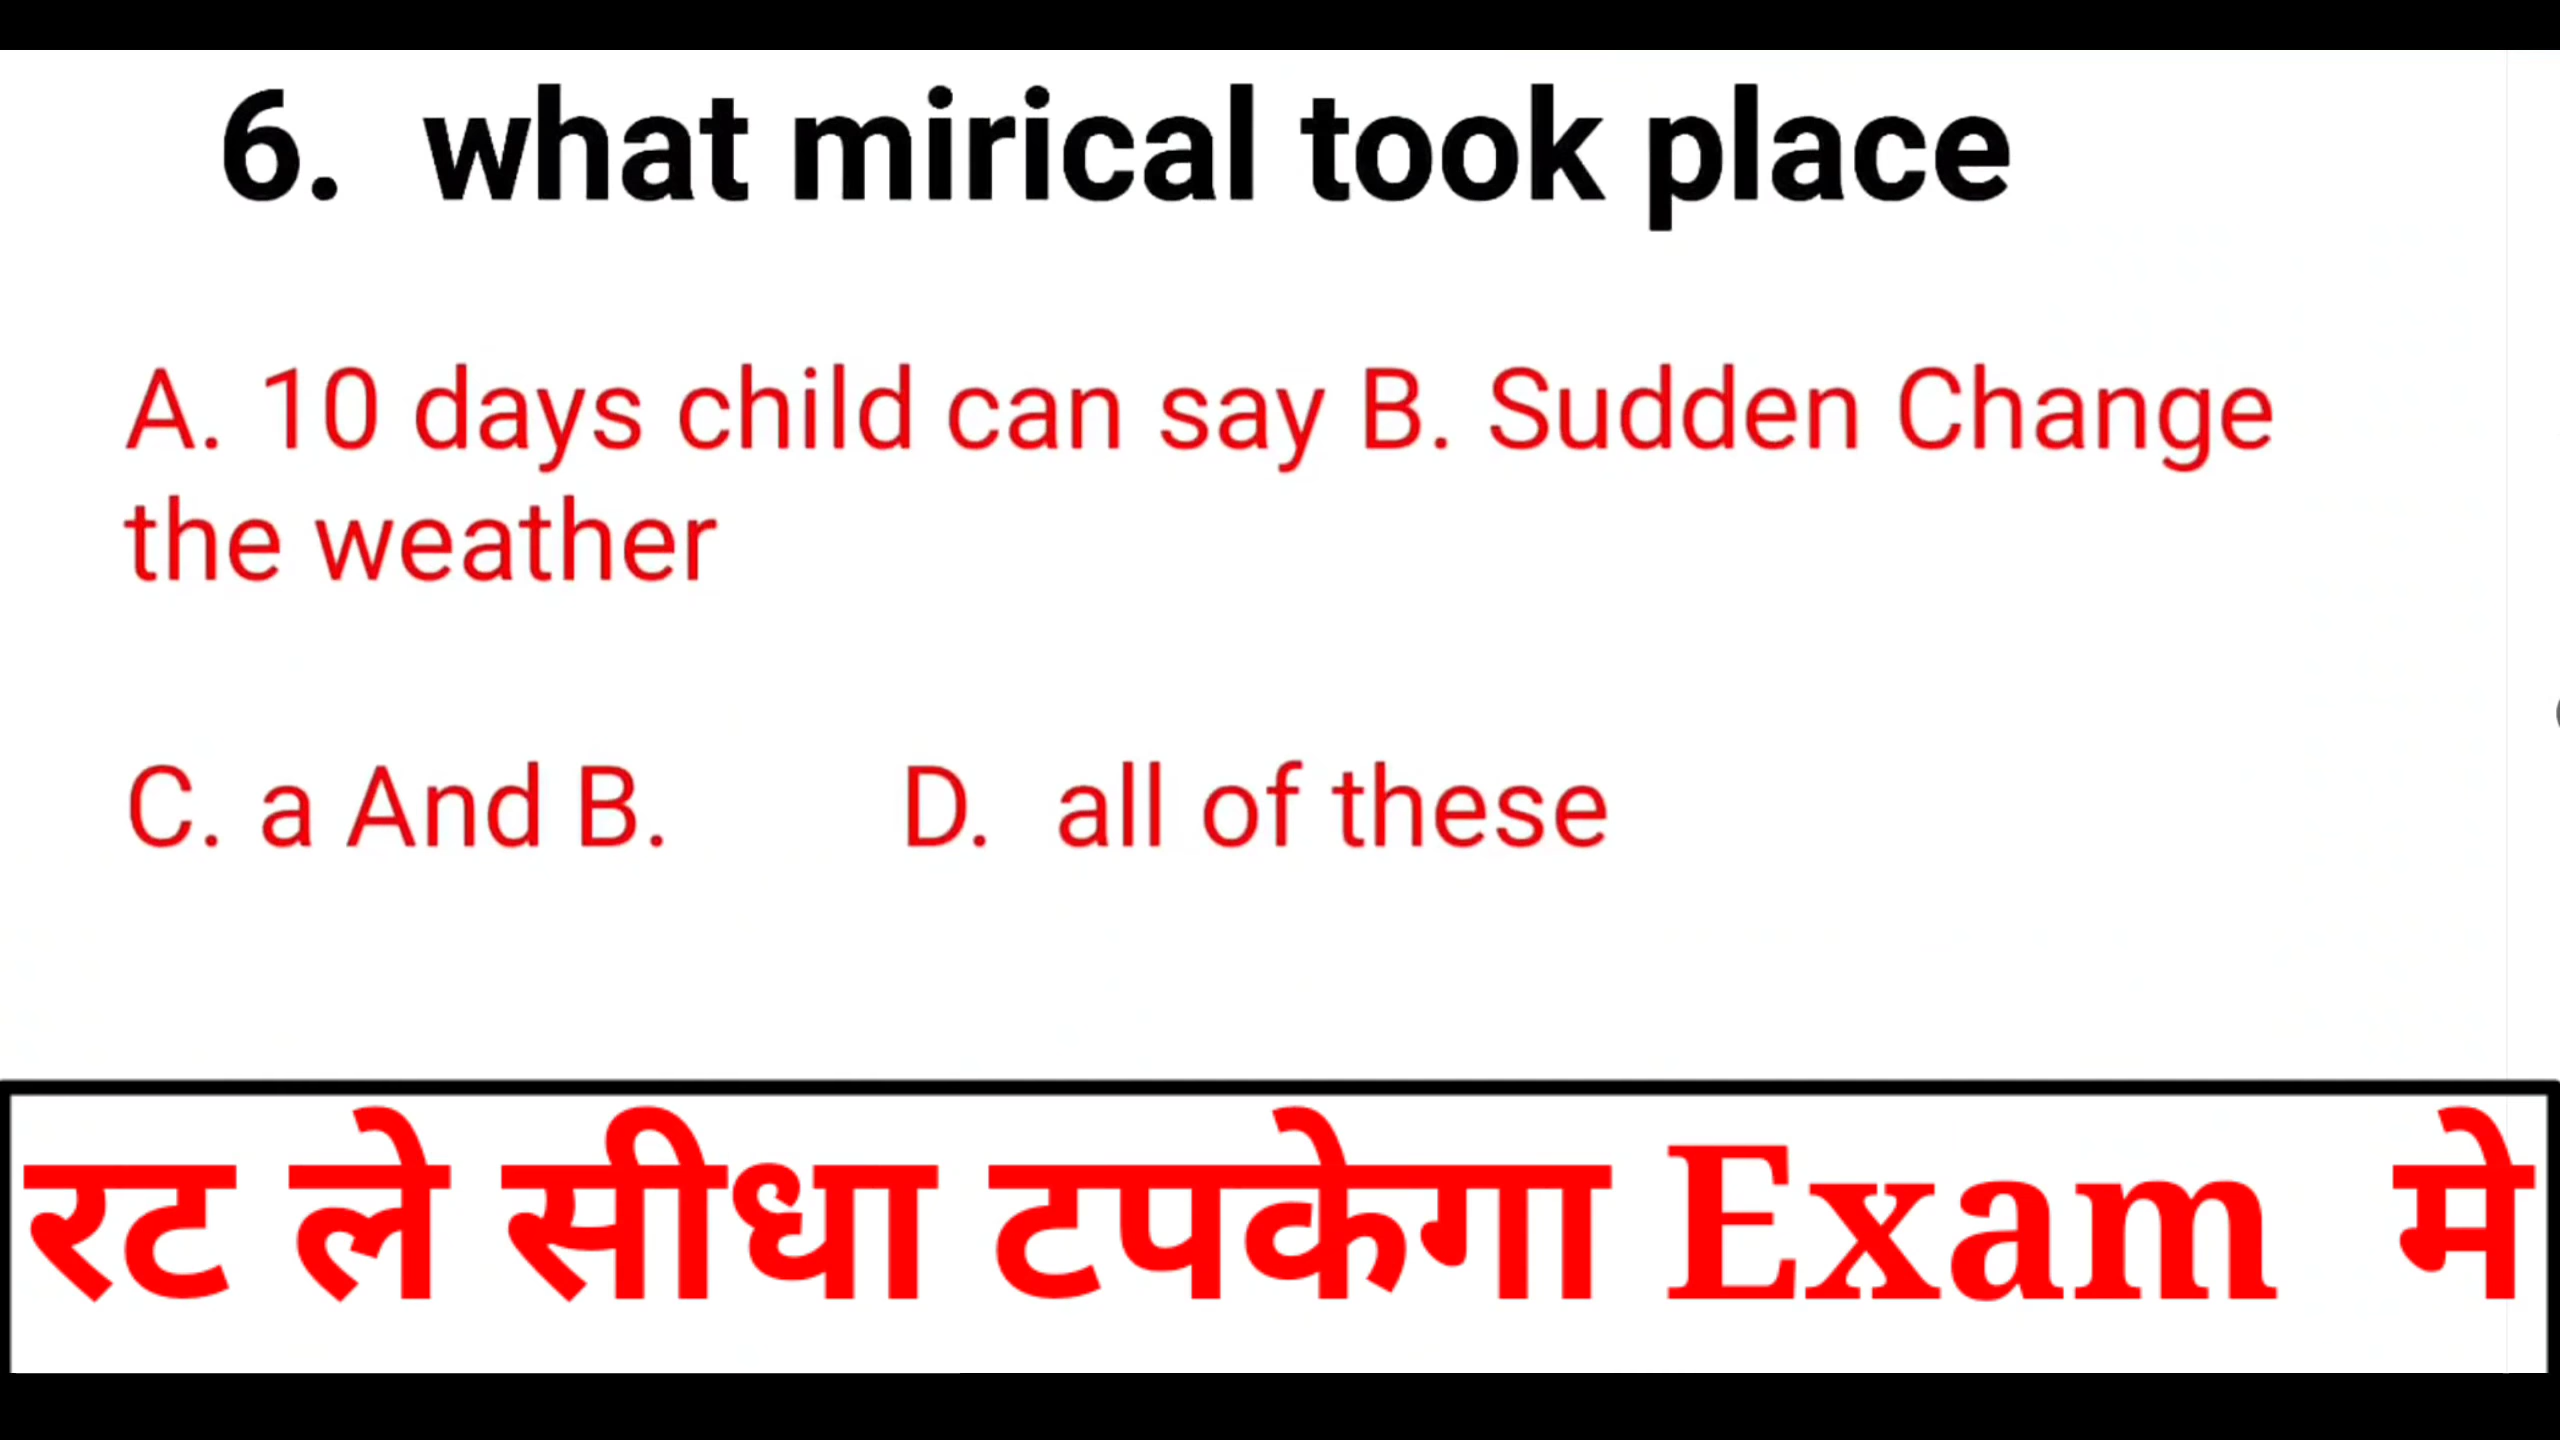 6. what mirical took place
A. 10 days child can say B. Sudden Change
the weather
C. a And B. D. all of these
रट ले सीधा टपकेगा Exam मे